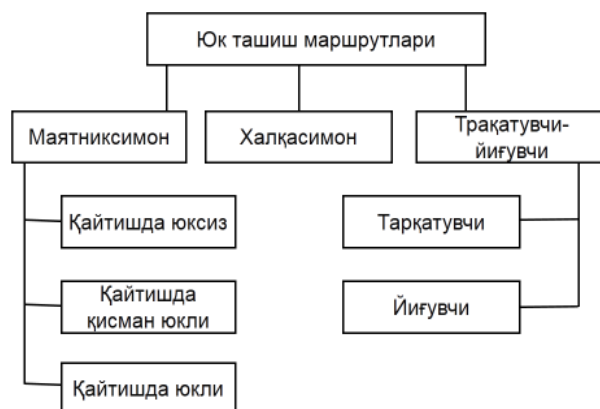 Юк ташиш маршрутлари
Маятниксимон
Халқасимон
Трақатувчи-
йиғувчи
Қайтишда юксиз
Тарқатувчи
Қайтишда
қисман юкли
Йиғувчи
Қайтишда юкли